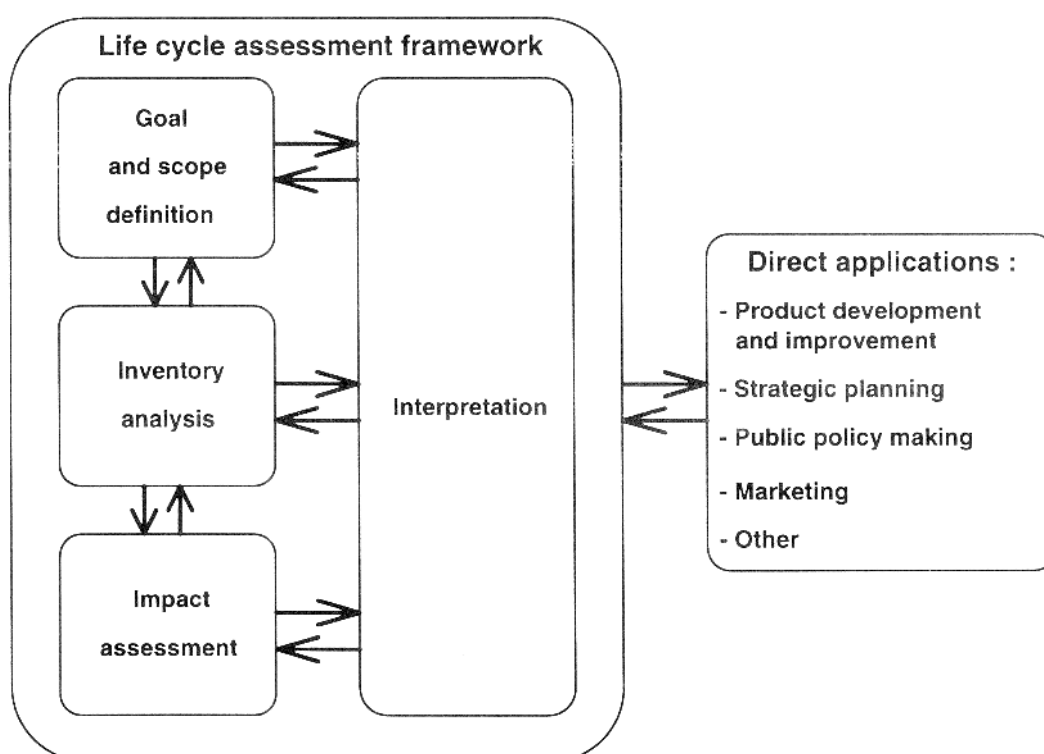 Life cycle assessment framework
Goal
and scope
definition
Inventory
analysis
Impact
assessment
Interpretation
Direct applications :
- Product development
and improvement
- Strategic planning
- Public policy making
- Marketing
- Other